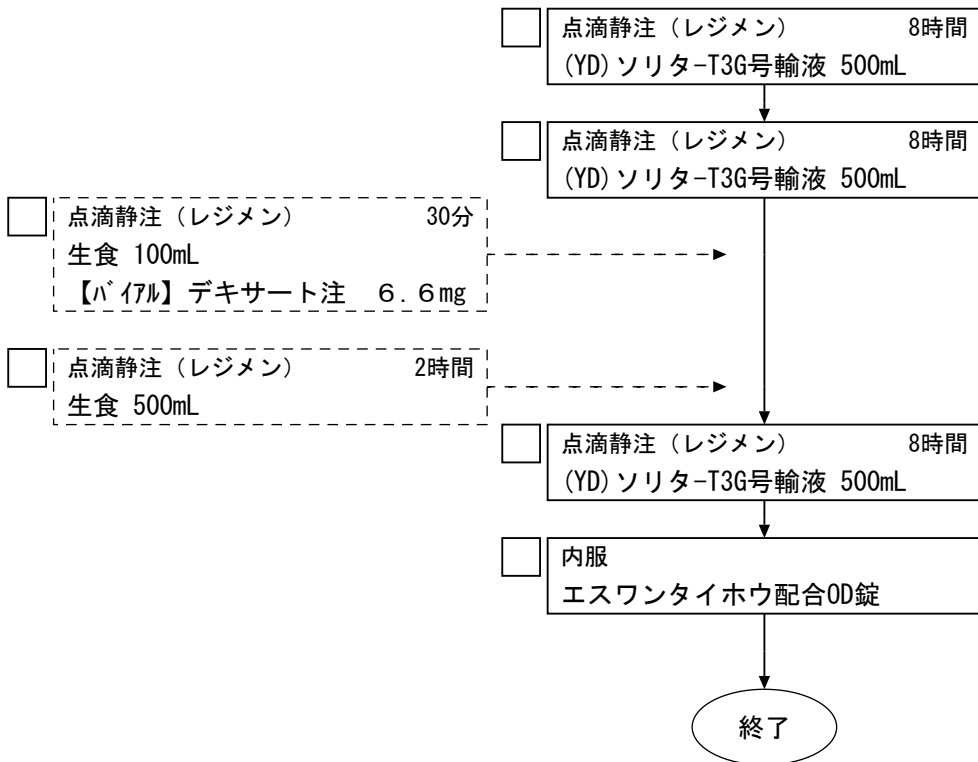 点滴静注（レジメン） 8時間
(YD)ソリタ-T3G号輸液 500mL
点滴静注（レジメン） 8時間
(YD)ソリタ-T3G号輸液 500mL
点滴静注（レジメン） 30分
生食 100mL
【ﾊﾞｲｱﾙ】デキサート注　６．６mg
点滴静注（レジメン） 2時間
生食 500mL
点滴静注（レジメン） 8時間
(YD)ソリタ-T3G号輸液 500mL
内服
エスワンタイホウ配合OD錠
終了